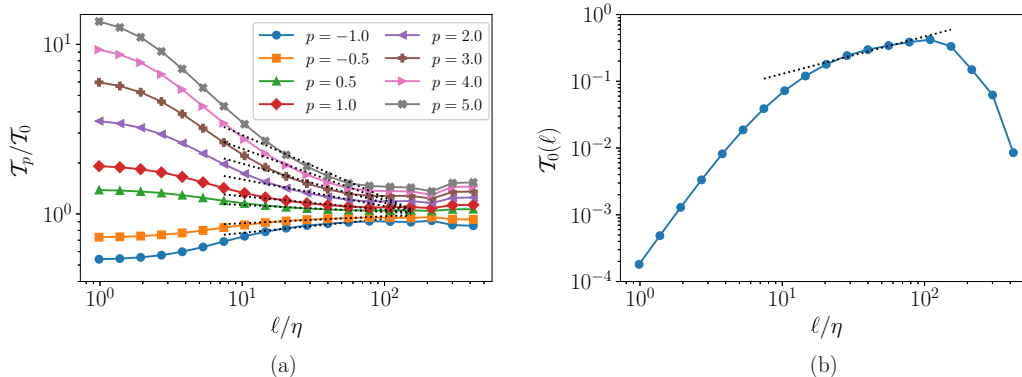 10^1
10^0
𝒯_p/𝒯_0
p = −1.0
p = −0.5
p = 0.5
p = 1.0
p = 2.0
p = 3.0
p = 4.0
p = 5.0
10^0
10^1
10^2
ℓ/η
(a)
10^0
10^−1
10^−2
10^−3
10^−4
𝒯_0(ℓ)
10^0
10^1
10^2
ℓ/η
(b)